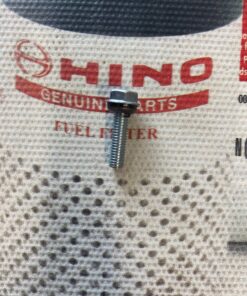 HINO
GENUINE PARTS
FUEL FILTER